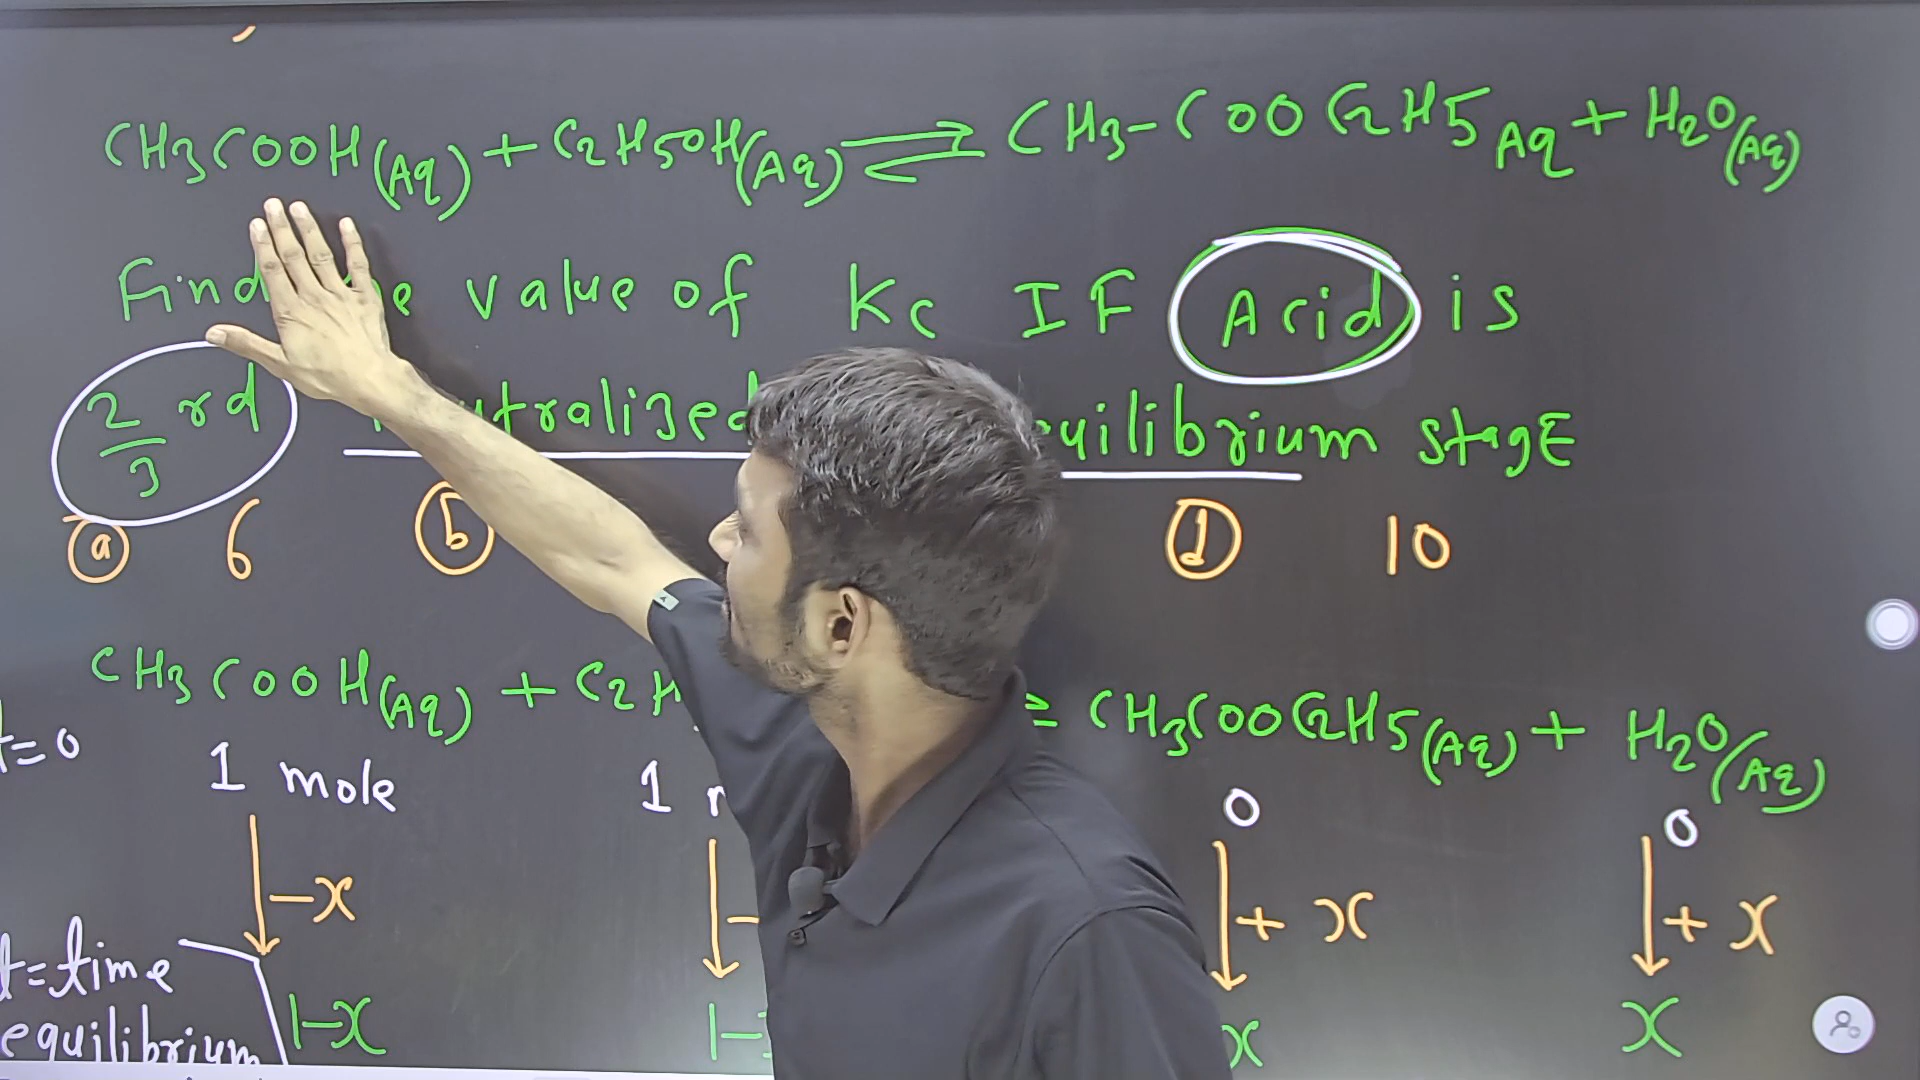 CH3COOH(Aq) + C2H5OH(Aq) ⇌ CH3-COOC2H5 Aq + H2O(Aq)
Find value of Kc IF Acid is
2/3 rd stagE
ⓐ 6 ⓑ ⓓ 10
CH3COOH(Aq) + C2H CH3COOC2H5(Aq) + H2O(Aq)
t=0 1 mole 1 0 0
-x - +x +x
t=time
equilibrium 1-x 1- x x